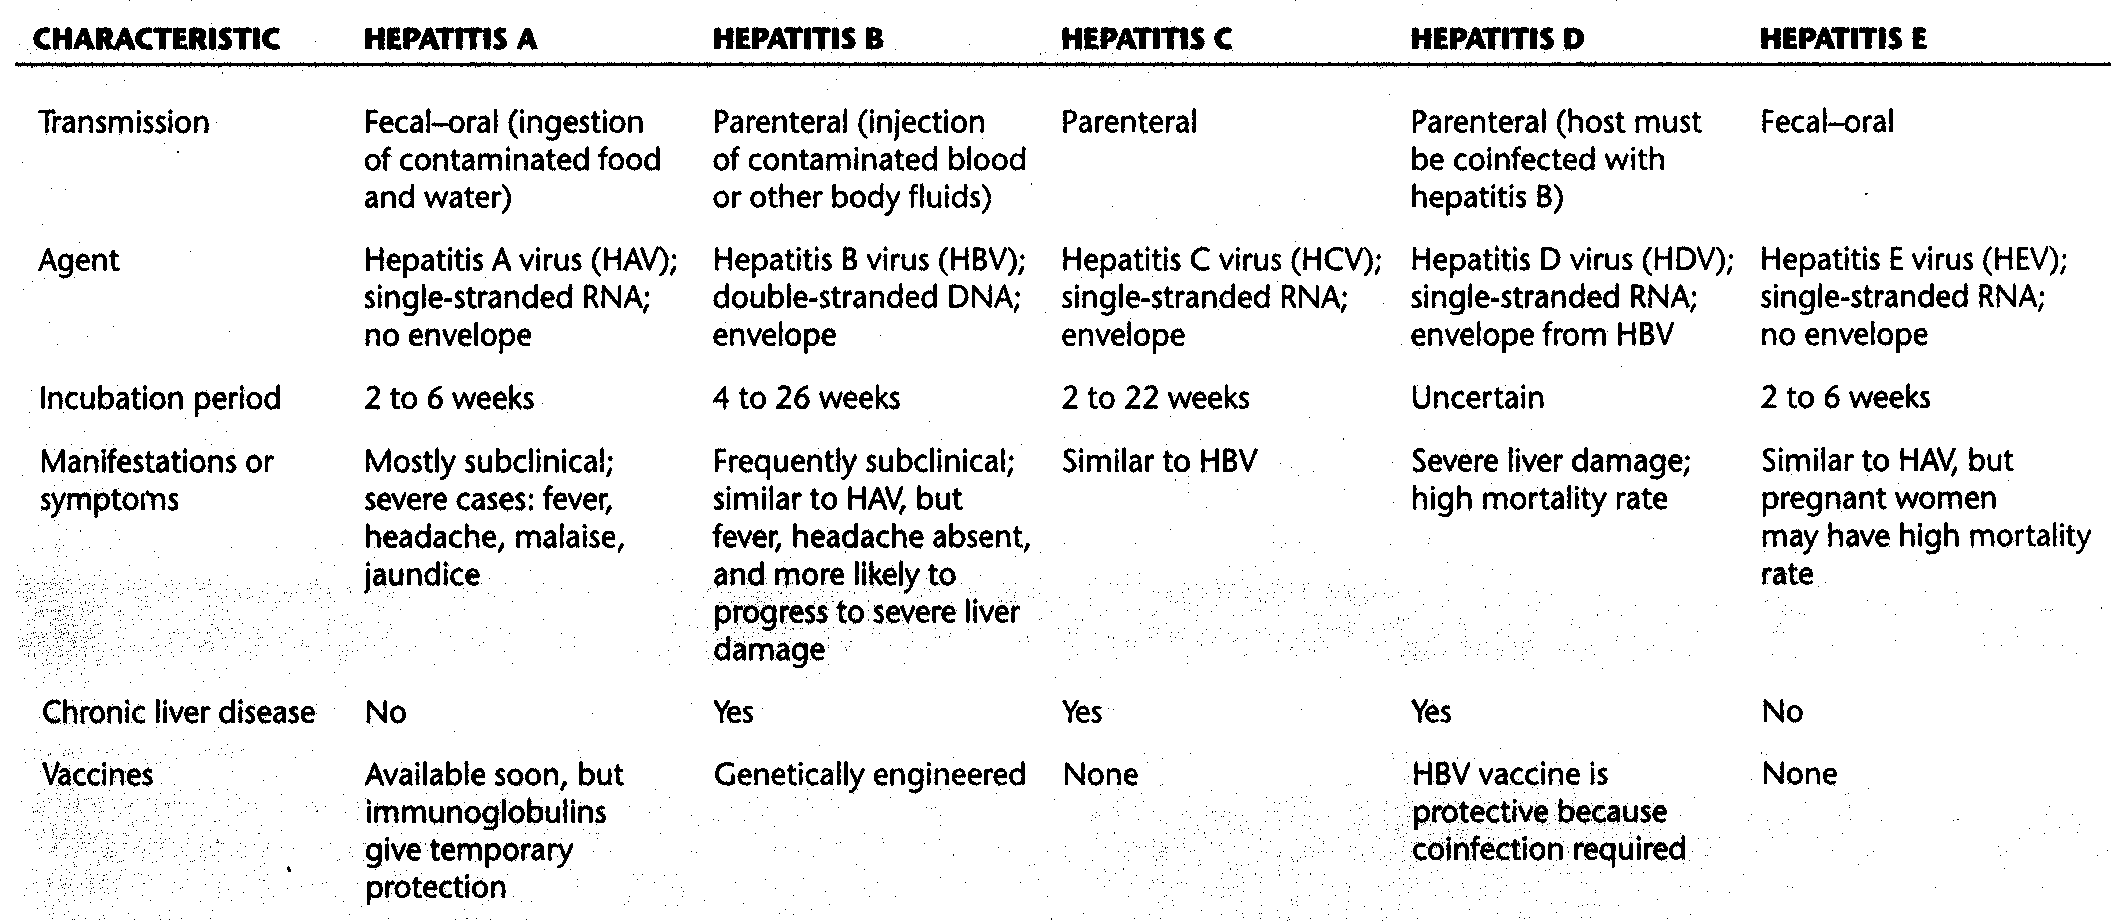 CHARACTERISTIC HEPATITIS A HEPATITIS B HEPATITIS C HEPATITIS D HEPATITIS E
Transmission Fecal–oral (ingestion Parenteral (injection Parenteral Parenteral (host must Fecal–oral
of contaminated food of contaminated blood be coinfected with
and water) or other body fluids) hepatitis B)
Agent Hepatitis A virus (HAV); Hepatitis B virus (HBV); Hepatitis C virus (HCV); Hepatitis D virus (HDV); Hepatitis E virus (HEV);
single-stranded RNA; double-stranded DNA; single-stranded RNA; single-stranded RNA; single-stranded RNA;
no envelope envelope envelope envelope from HBV no envelope
Incubation period 2 to 6 weeks 4 to 26 weeks 2 to 22 weeks Uncertain 2 to 6 weeks
Manifestations or Mostly subclinical; Frequently subclinical; Similar to HBV Severe liver damage; Similar to HAV, but
symptoms severe cases: fever, similar to HAV, but high mortality rate pregnant women
headache, malaise, fever, headache absent, may have high mortality
jaundice and more likely to rate
progress to severe liver
damage
Chronic liver disease No Yes Yes Yes No
Vaccines Available soon, but Genetically engineered None HBV vaccine is None
immunoglobulins protective because
give temporary coinfection required
protection